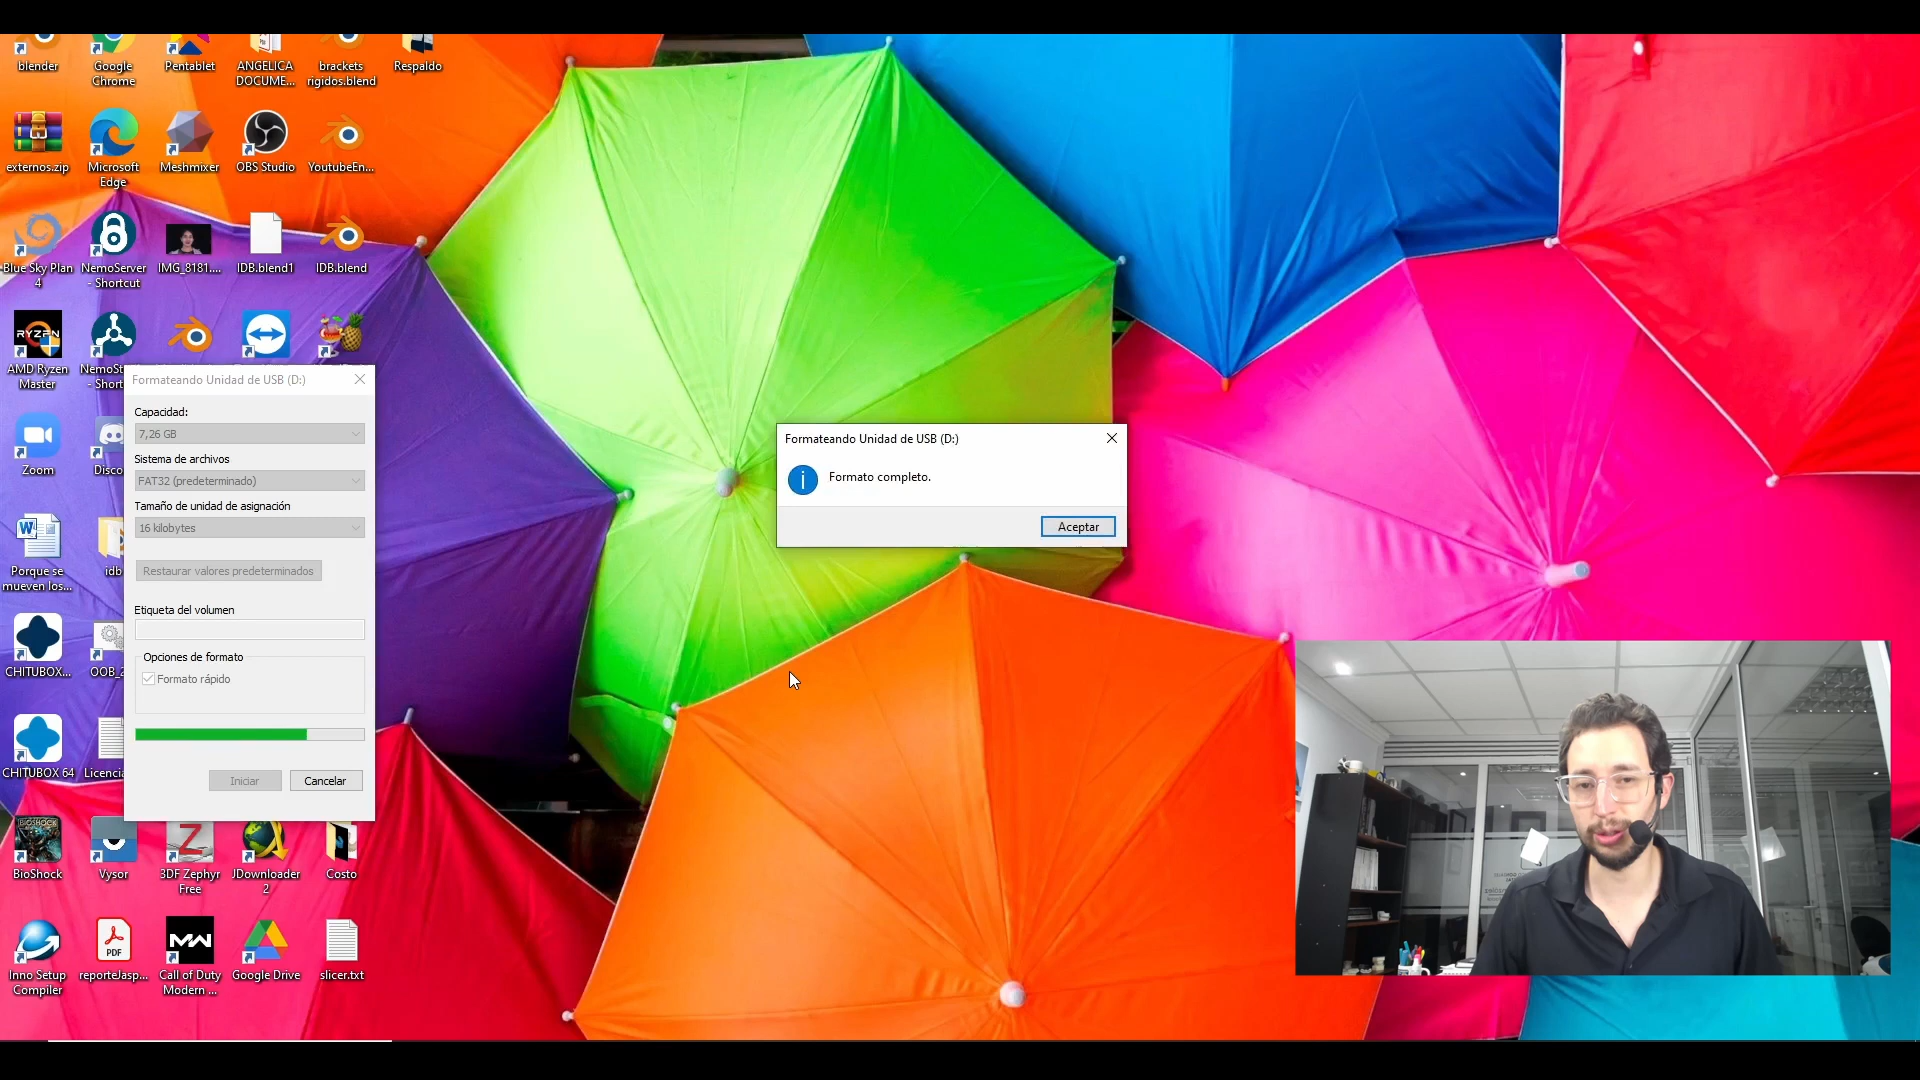 blender
Google
Chrome
Pentablet
ANGELICA
DOCUME...
brackets
rigidos.blend
Respaldo
externos.zip
Microsoft
Edge
Meshmixer
OBS Studio
YoutubeEn...
Blue Sky Plan
4
NemoServer
- Shortcut
IMG_8181....
IDB.blend1
IDB.blend
RYZEN
AMD Ryzen
Master
NemoSt
- Short
Formateando Unidad de USB (D:)
Capacidad:
7,26 GB
Sistema de archivos
FAT32 (predeterminado)
Tamaño de unidad de asignación
16 kilobytes
Restaurar valores predeterminados
Etiqueta del volumen
Opciones de formato
Formato rápido
Iniciar
Cancelar
Formateando Unidad de USB (D:)
Formato completo.
Aceptar
Zoom
Disco
Porque se
mueven los...
idb
CHITUBOX...
OOB_2
CHITUBOX 64
Licencia
BIOSHOCK
BioShock
Vysor
3DF Zephyr
Free
JDownloader
2
Costo
Inno Setup
Compiler
PDF
reporteJasp...
MW
Call of Duty
Modern ...
Google Drive
slicer.txt